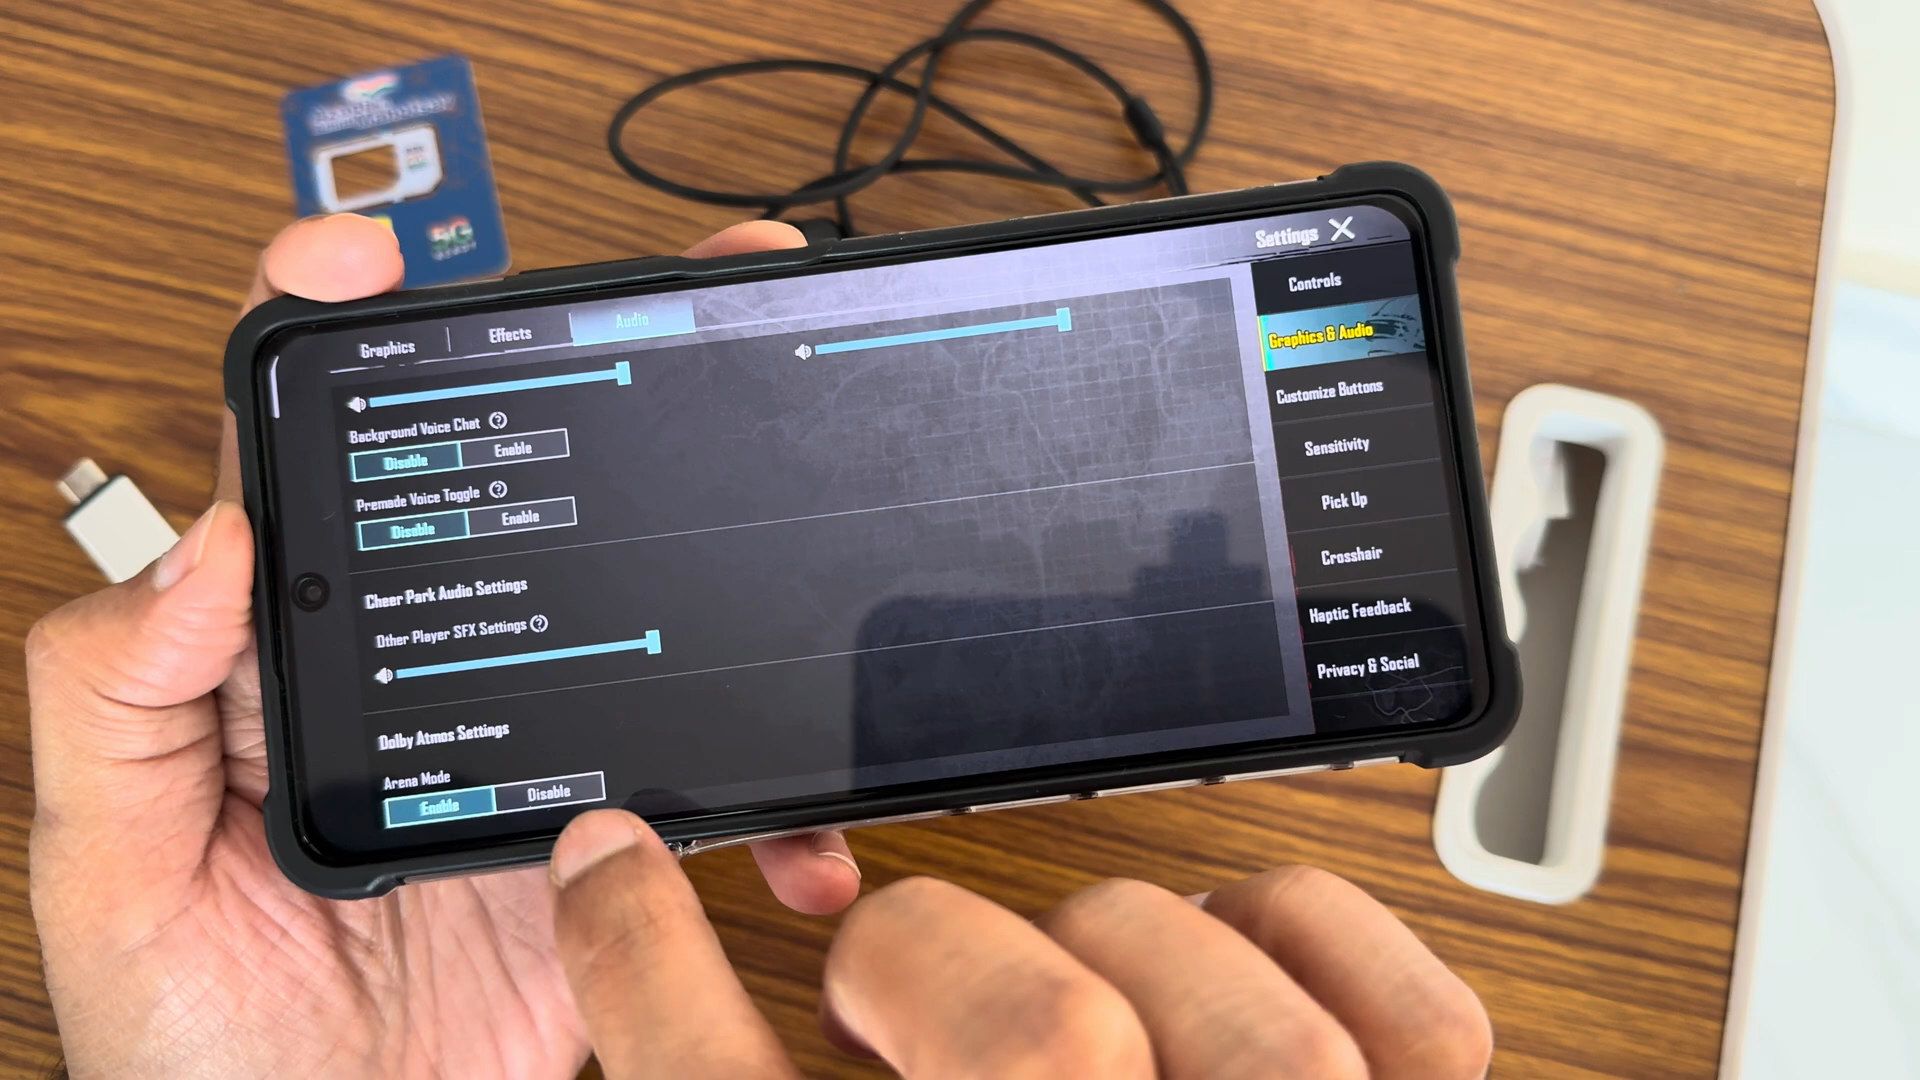 5G
Settings
Graphics
Effects
Audio
Background Voice Chat
Disable
Enable
Premade Voice Toggle
Disable
Enable
Cheer Park Audio Settings
Other Player SFX Settings
Dolby Atmos Settings
Arena Mode
Enable
Disable
Controls
Graphics & Audio
Customize Buttons
Sensitivity
Pick Up
Crosshair
Haptic Feedback
Privacy & Social